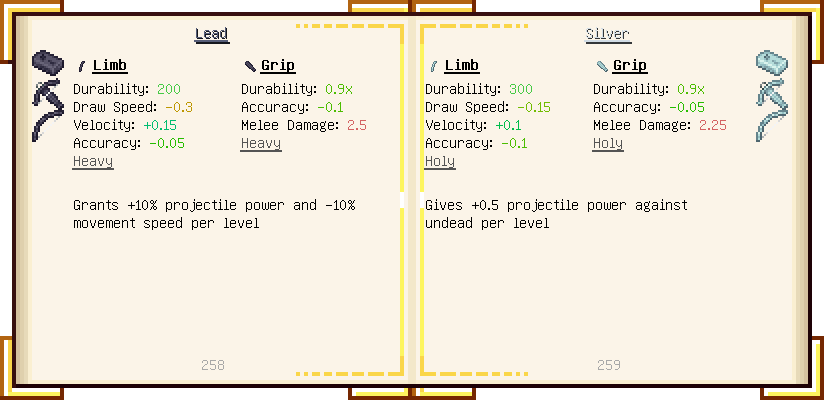 Lead
Limb
Durability: 200
Draw Speed: -0.3
Velocity: +0.15
Accuracy: -0.05
Heavy
Grip
Durability: 0.9x
Accuracy: -0.1
Melee Damage: 2.5
Heavy
Grants +10% projectile power and -10%
movement speed per level
258
Silver
Limb
Durability: 300
Draw Speed: -0.15
Velocity: +0.1
Accuracy: -0.1
Holy
Grip
Durability: 0.9x
Accuracy: -0.05
Melee Damage: 2.25
Holy
Gives +0.5 projectile power against
undead per level
259